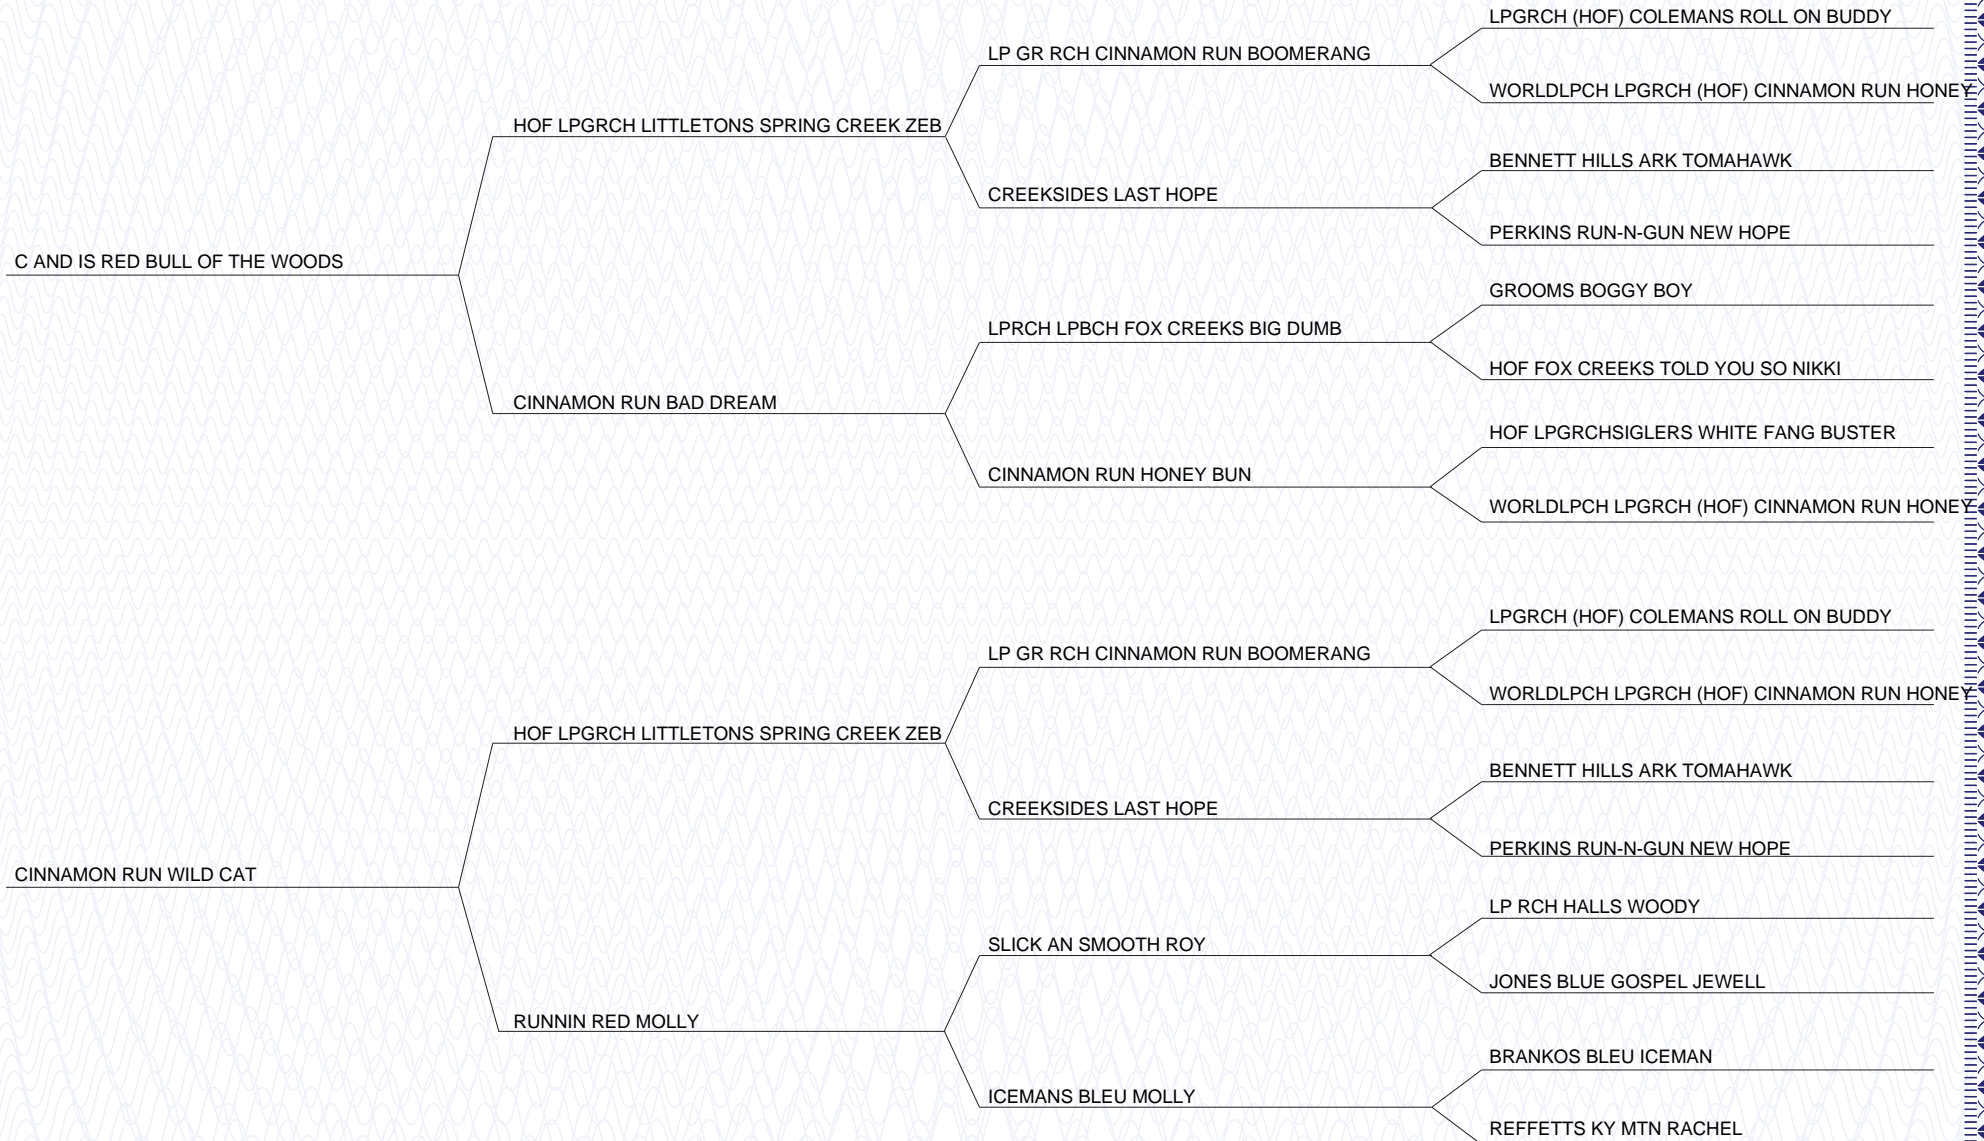 LPGRCH (HOF) COLEMANS ROLL ON BUDDY
LP GR RCH CINNAMON RUN BOOMERANG
WORLDLPCH LPGRCH (HOF) CINNAMON RUN HONEY
HOF LPGRCH LITTLETONS SPRING CREEK ZEB
BENNETT HILLS ARK TOMAHAWK
CREEKSIDES LAST HOPE
PERKINS RUN-N-GUN NEW HOPE
C AND IS RED BULL OF THE WOODS
GROOMS BOGGY BOY
LPRCH LPBCH FOX CREEKS BIG DUMB
HOF FOX CREEKS TOLD YOU SO NIKKI
CINNAMON RUN BAD DREAM
HOF LPGRCHSIGLERS WHITE FANG BUSTER
CINNAMON RUN HONEY BUN
WORLDLPCH LPGRCH (HOF) CINNAMON RUN HONEY
LPGRCH (HOF) COLEMANS ROLL ON BUDDY
LP GR RCH CINNAMON RUN BOOMERANG
WORLDLPCH LPGRCH (HOF) CINNAMON RUN HONEY
HOF LPGRCH LITTLETONS SPRING CREEK ZEB
BENNETT HILLS ARK TOMAHAWK
CREEKSIDES LAST HOPE
PERKINS RUN-N-GUN NEW HOPE
CINNAMON RUN WILD CAT
LP RCH HALLS WOODY
SLICK AN SMOOTH ROY
JONES BLUE GOSPEL JEWELL
RUNNIN RED MOLLY
BRANKOS BLEU ICEMAN
ICEMANS BLEU MOLLY
REFFETTS KY MTN RACHEL